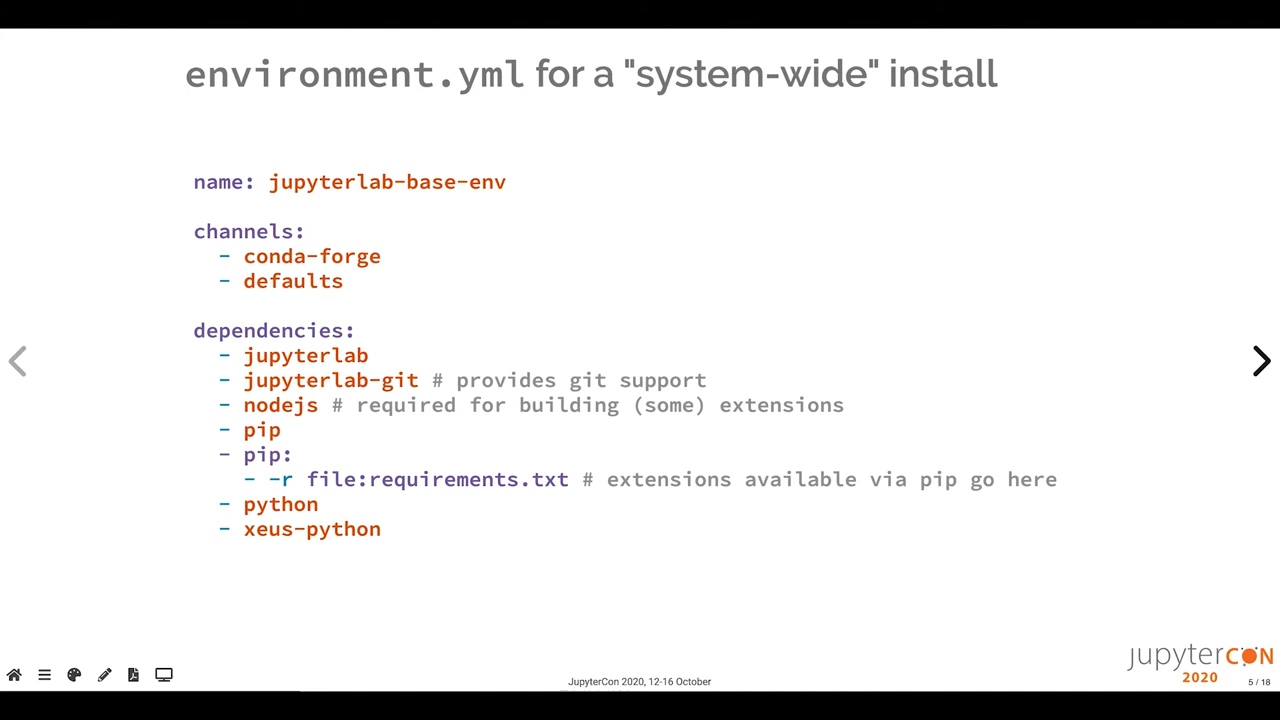 environment.yml for a "system-wide" install
name: jupyterlab-base-env
channels:
- conda-forge
- defaults
dependencies:
- jupyterlab
- jupyterlab-git # provides git support
- nodejs # required for building (some) extensions
- pip
- pip:
- -r file:requirements.txt # extensions available via pip go here
- python
- xeus-python
jupyterCON
2020
JupyterCon 2020, 12-16 October
5 / 18